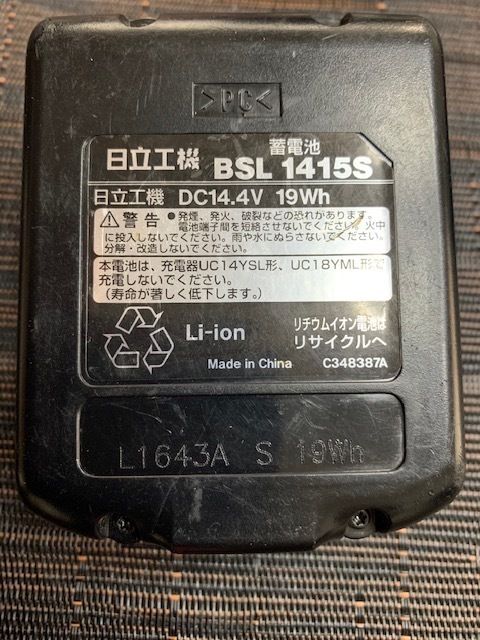 >PC<
日立工機 蓄電池 BSL 1415S
日立工機 DC14.4V 19Wh
⚠警告 ●発煙、発火、破裂などの恐れがあります。
電池端子間を短絡させないでください。火中
に投入しないでください。雨や水にぬらさないでください。
分解・改造しないでください。
本電池は、充電器UC14YSL形、UC18YML形で
充電しないでください。
(寿命が著しく低下します。)
Li-ion
リチウムイオン電池は
リサイクルへ
Made in China
C348387A
L1643A S 19Wh